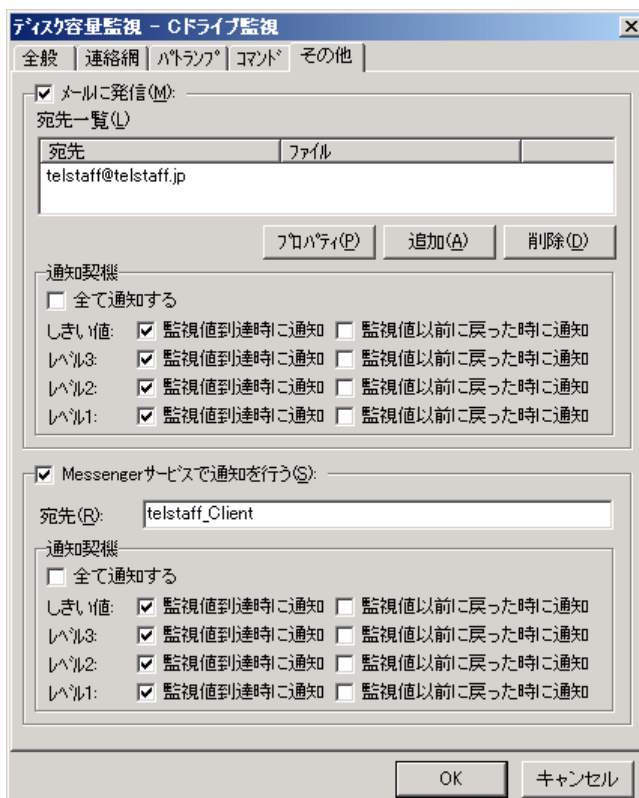 ディスク容量監視 - Cドライブ監視
全般 連絡網 パトランプ コマンド その他
メールに発信(M):
宛先一覧(L)
宛先 ファイル
telstaff@telstaff.jp
プロパティ(P) 追加(A) 削除(D)
通知契機
全て通知する
しきい値: 監視値到達時に通知 監視値以前に戻った時に通知
レベル3: 監視値到達時に通知 監視値以前に戻った時に通知
レベル2: 監視値到達時に通知 監視値以前に戻った時に通知
レベル1: 監視値到達時に通知 監視値以前に戻った時に通知
Messengerサービスで通知を行う(S):
宛先(R): telstaff_Client
通知契機
全て通知する
しきい値: 監視値到達時に通知 監視値以前に戻った時に通知
レベル3: 監視値到達時に通知 監視値以前に戻った時に通知
レベル2: 監視値到達時に通知 監視値以前に戻った時に通知
レベル1: 監視値到達時に通知 監視値以前に戻った時に通知
OK キャンセル